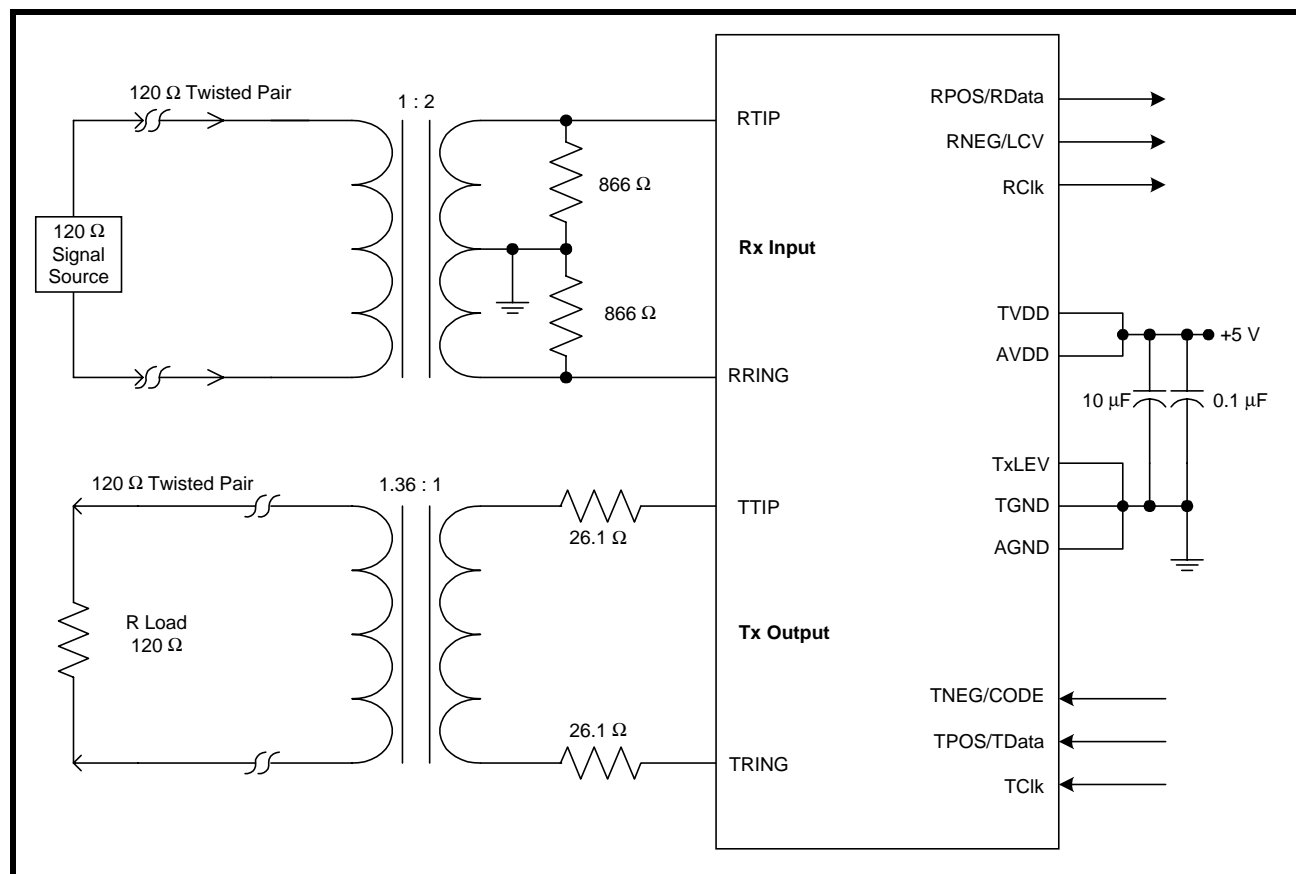 120 Ω Twisted Pair
1 : 2
RTIP
866 Ω
120 Ω
Signal
Source
Rx Input
866 Ω
RRING
RPOS/RData
RNEG/LCV
RClk
TVDD
AVDD
+5 V
10 μF
0.1 μF
TxLEV
TGND
AGND
120 Ω Twisted Pair
1.36 : 1
TTIP
26.1 Ω
R Load
120 Ω
Tx Output
26.1 Ω
TRING
TNEG/CODE
TPOS/TData
TClk